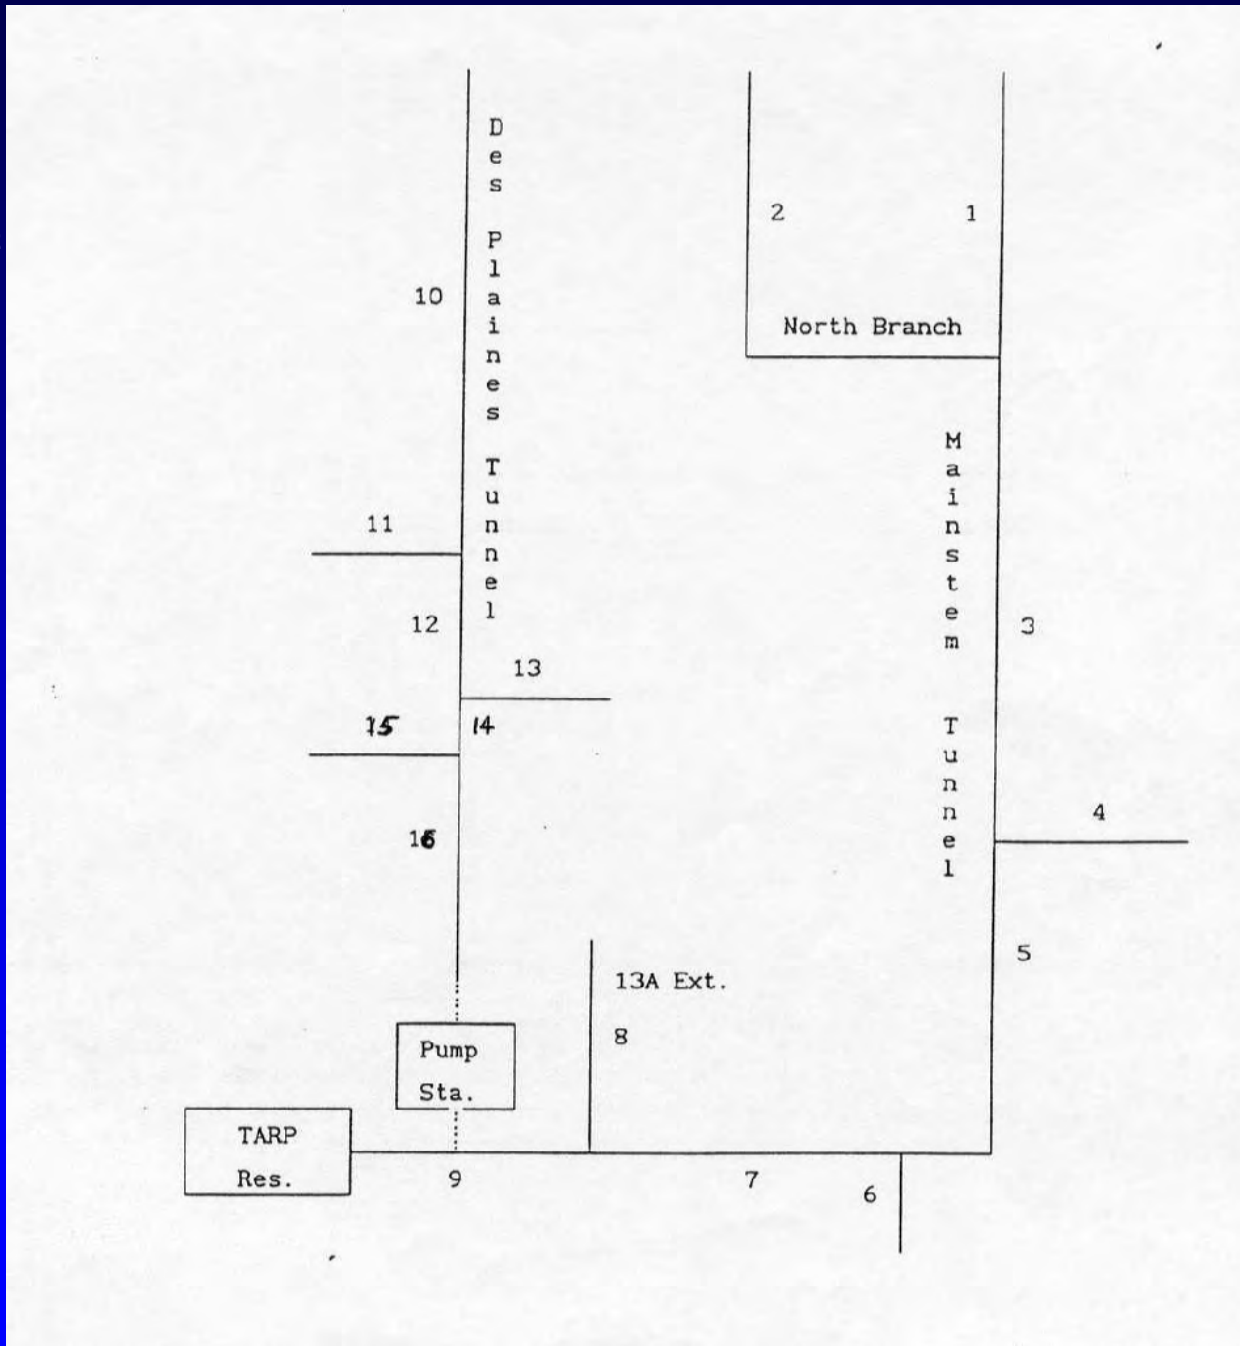 Des Plaines Tunnel
2
1
10
North Branch
Mainstem Tunnel
11
12
3
13
15
14
4
16
5
13A Ext.
8
Pump
Sta.
TARP
Res.
9
7
6